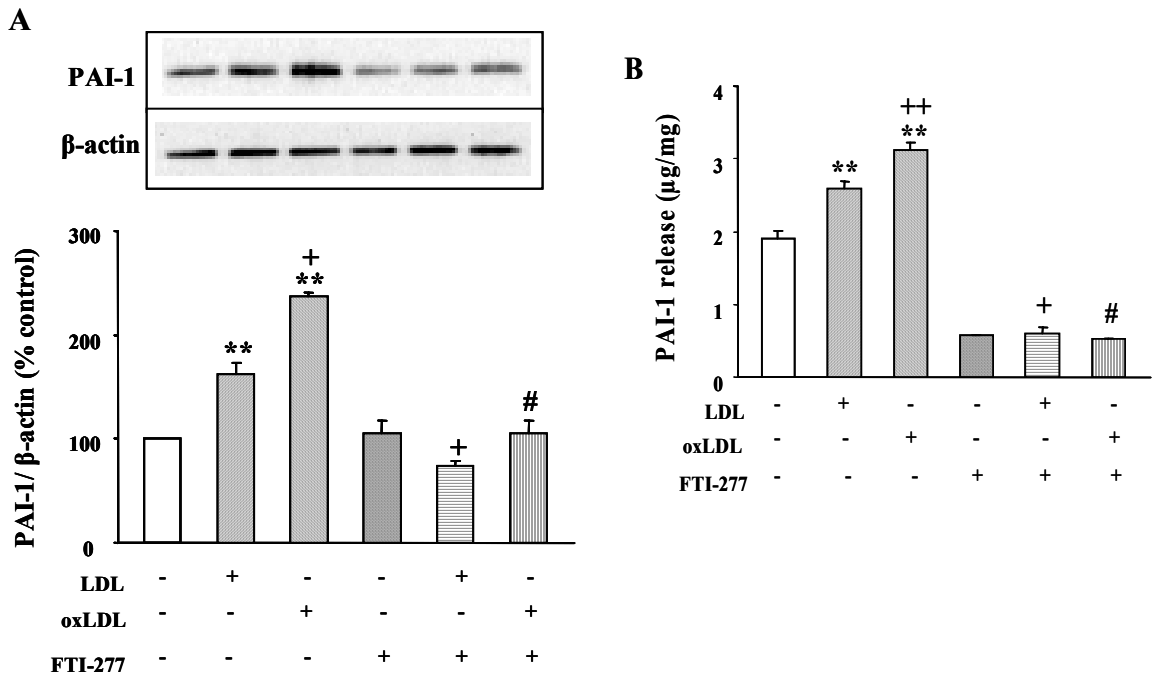 A
PAI-1
β-actin
PAI-1/ β-actin (% control)
300
200
100
0
**
+
**
+
#
LDL - + - - + -
oxLDL - - + - - +
FTI-277 - - - + + +
B
PAI-1 release (µg/mg)
4
3
2
1
0
**
++
**
+
#
LDL - + - - + -
oxLDL - - + - - +
FTI-277 - - - + + +